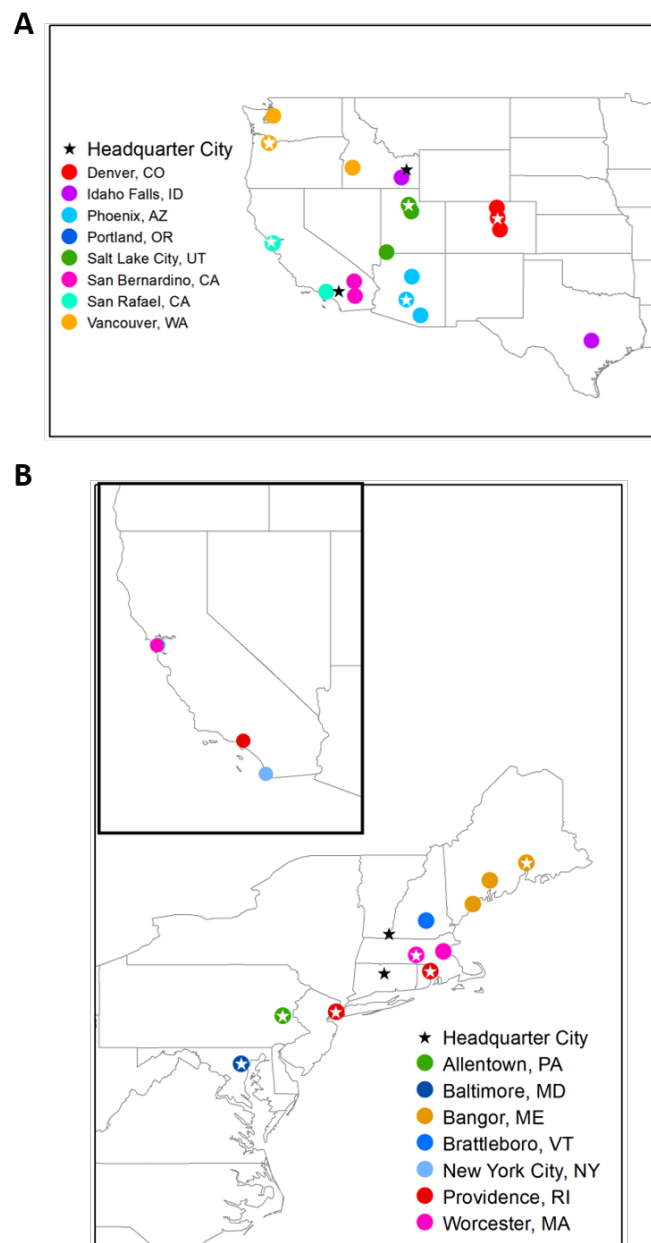 A
Headquarter City
Denver, CO
Idaho Falls, ID
Phoenix, AZ
Portland, OR
Salt Lake City, UT
San Bernardino, CA
San Rafael, CA
Vancouver, WA
B
Headquarter City
Allentown, PA
Baltimore, MD
Bangor, ME
Brattleboro, VT
New York City, NY
Providence, RI
Worcester, MA